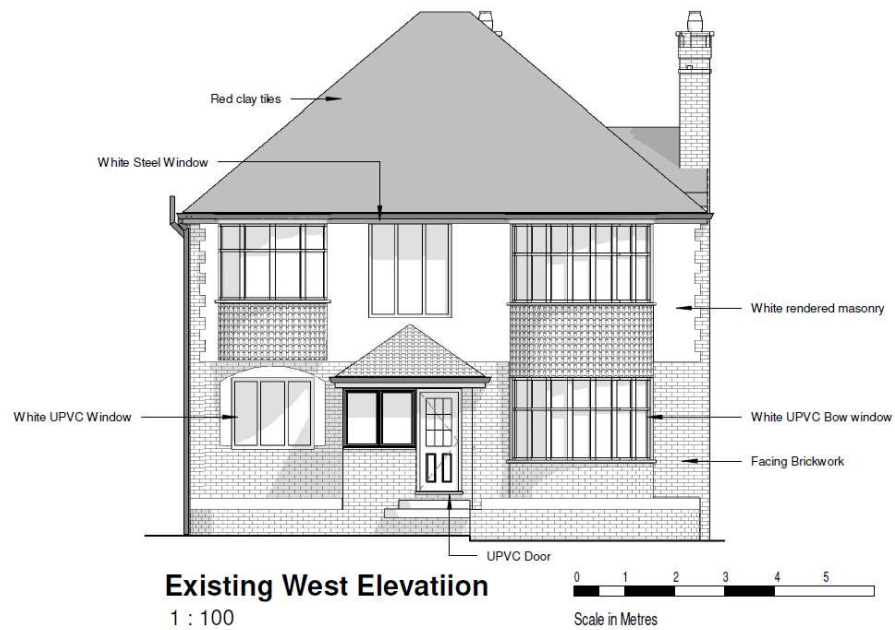 Red clay tiles
White Steel Window
White rendered masonry
White UPVC Window
White UPVC Bow window
Facing Brickwork
UPVC Door
Existing West Elevatiion
1 : 100
0 1 2 3 4 5
Scale in Metres